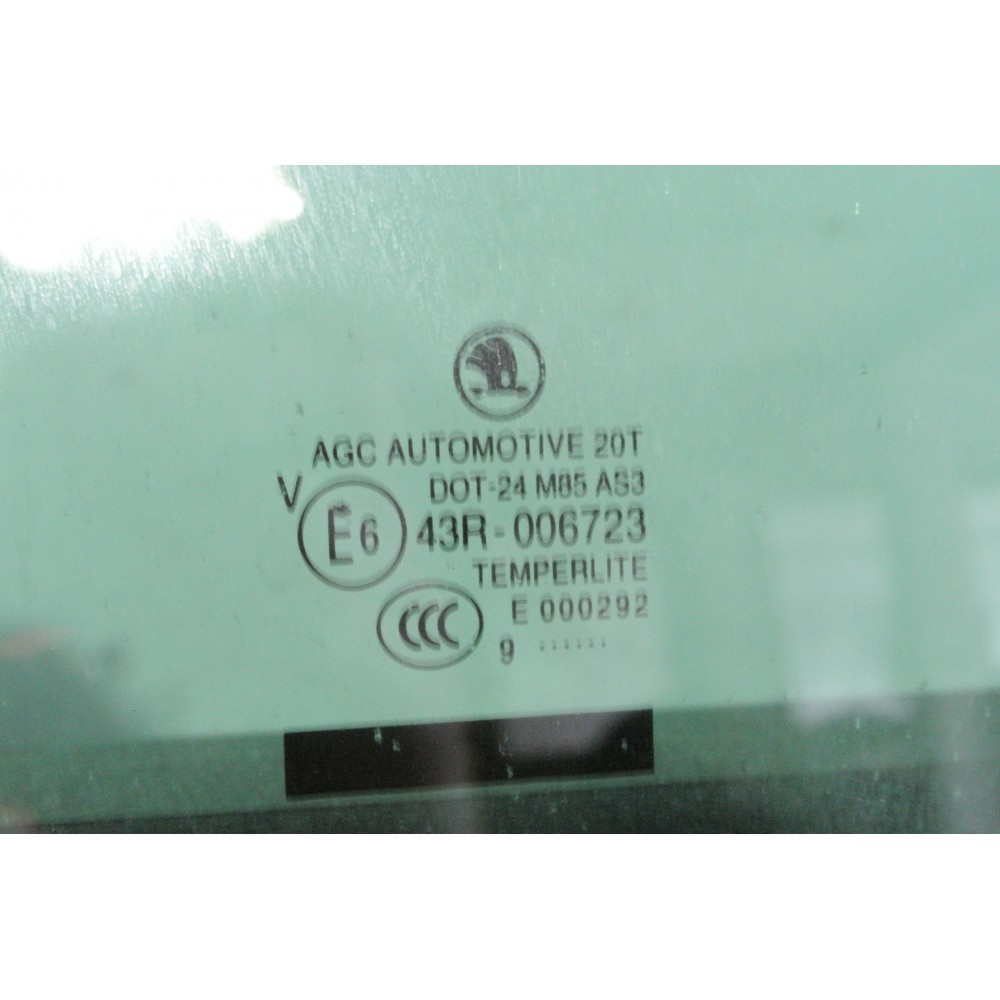 AGC AUTOMOTIVE 20T
DOT-24 M85 AS3
V
E6 43R-006723
TEMPERLITE
CCC E 000292
9 ......